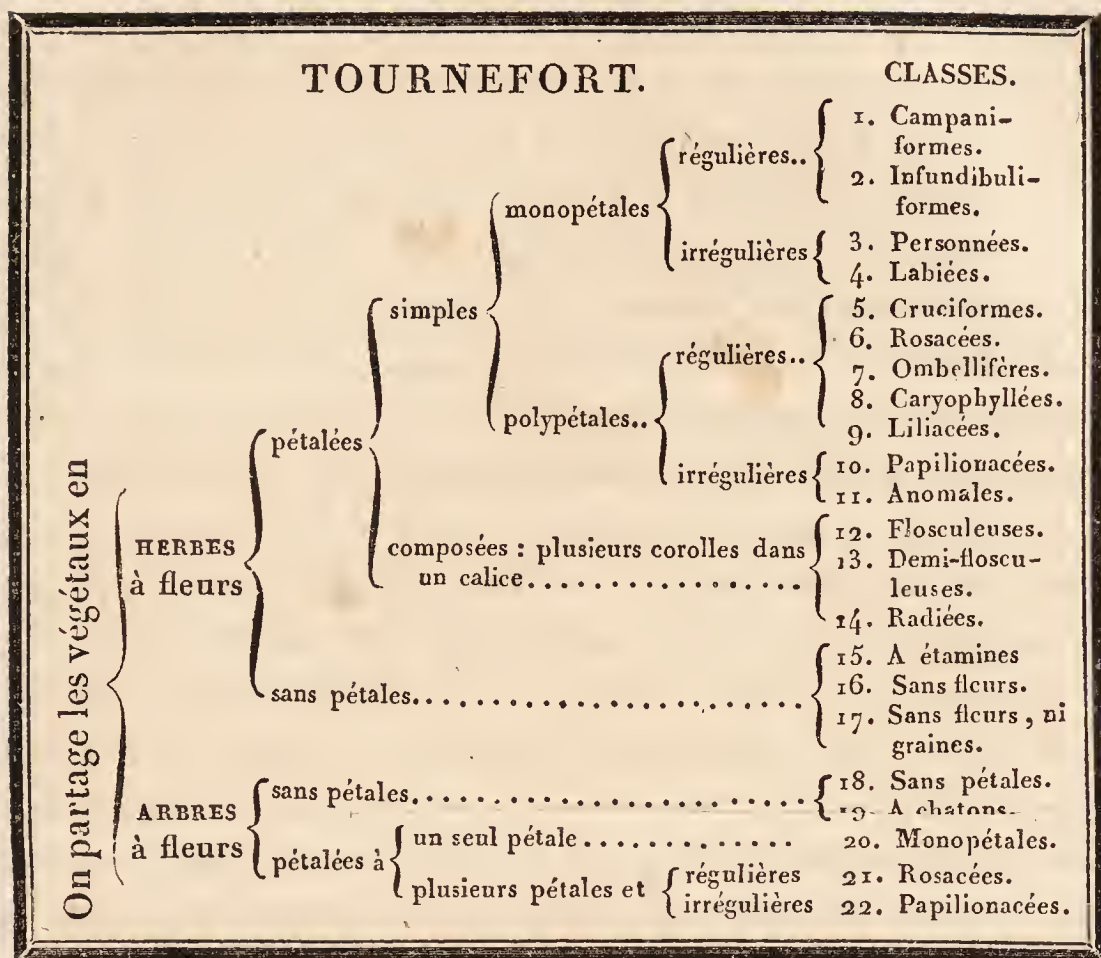 TOURNEFORT.
CLASSES.
On partage les végétaux en
HERBES
à fleurs
pétalées
simples
monopétales
régulières..
1. Campani-
formes.
2. Infundibuli-
formes.
irrégulières
3. Personnées.
4. Labiées.
polypétales..
régulières..
5. Cruciformes.
6. Rosacées.
7. Ombellifères.
8. Caryophyllées.
9. Liliacées.
irrégulières
10. Papilionacées.
11. Anomales.
composées : plusieurs corolles dans
un calice................
12. Flosculeuses.
13. Demi-floscu-
leuses.
14. Radiées.
sans pétales.......................
15. A étamines
16. Sans fleurs.
17. Sans fleurs, ni
graines.
ARBRES
à fleurs
sans pétales.......................
18. Sans pétales.
19. A chatons.
pétalées à
un seul pétale.............
20. Monopétales.
plusieurs pétales et
régulières
21. Rosacées.
irrégulières
22. Papilionacées.